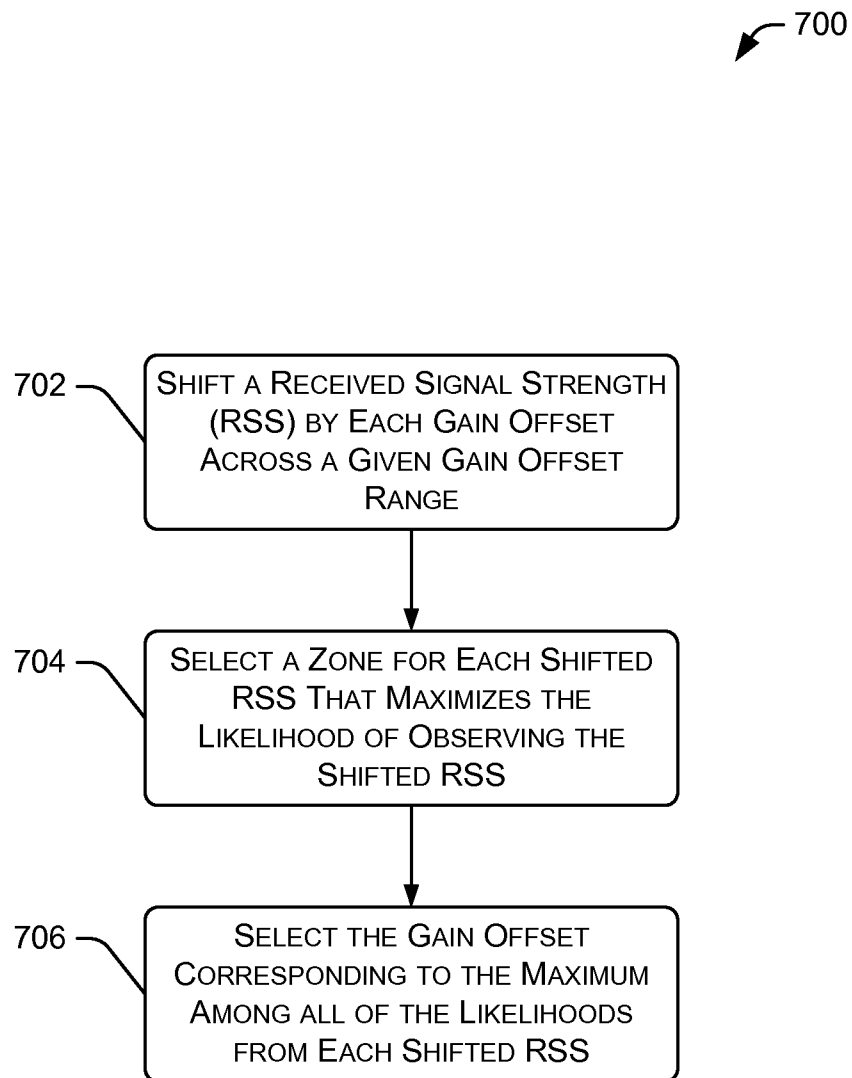 700
702
SHIFT A RECEIVED SIGNAL STRENGTH
(RSS) BY EACH GAIN OFFSET
ACROSS A GIVEN GAIN OFFSET
RANGE
704
SELECT A ZONE FOR EACH SHIFTED
RSS THAT MAXIMIZES THE
LIKELIHOOD OF OBSERVING THE
SHIFTED RSS
706
SELECT THE GAIN OFFSET
CORRESPONDING TO THE MAXIMUM
AMONG ALL OF THE LIKELIHOODS
FROM EACH SHIFTED RSS